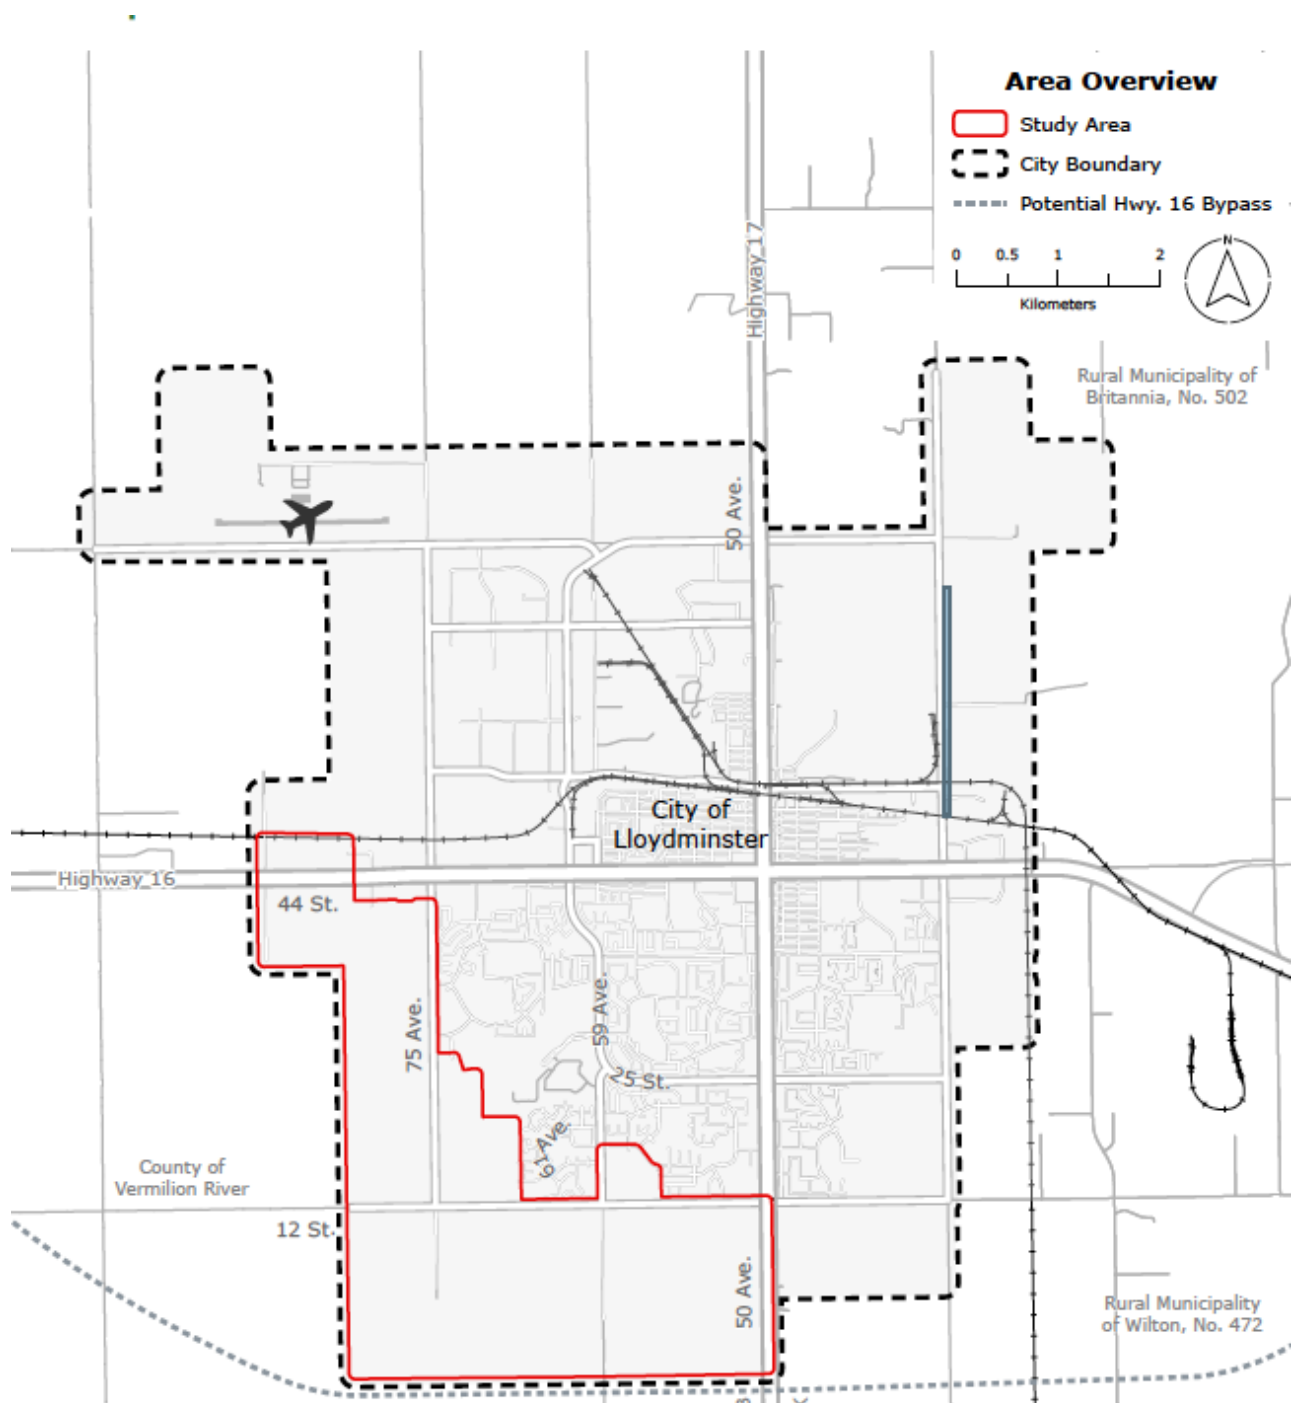 Area Overview
Study Area
City Boundary
Potential Hwy. 16 Bypass
N
0 0.5 1 2
Kilometers
Highway 17
Rural Municipality of
Britannia, No. 502
50 Ave.
City of
Lloydminster
Highway 16
44 St.
75 Ave.
59 Ave.
25 St.
61 Ave.
County of
Vermilion River
12 St.
50 Ave.
Rural Municipality
of Wilton, No. 472